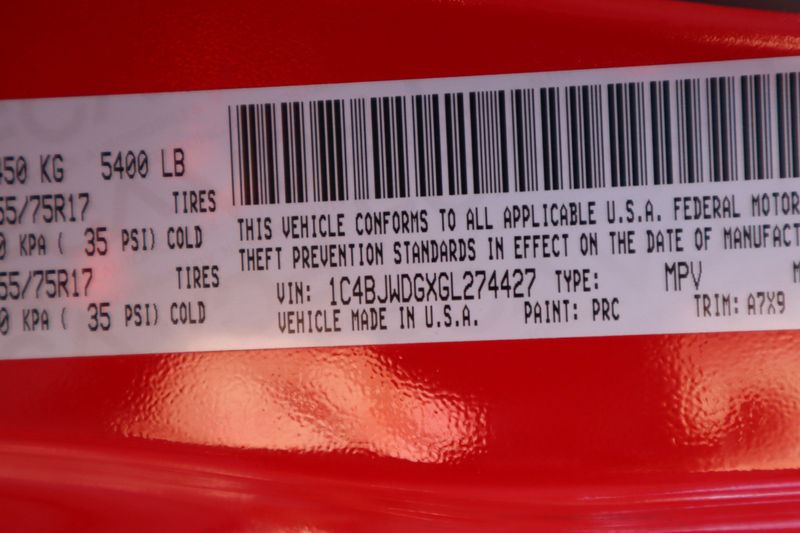 450 KG 5400 LB
55/75R17 TIRES
0 KPA ( 35 PSI) COLD
55/75R17 TIRES
0 KPA ( 35 PSI) COLD
THIS VEHICLE CONFORMS TO ALL APPLICABLE U.S.A. FEDERAL MOTOR
THEFT PREVENTION STANDARDS IN EFFECT ON THE DATE OF MANUFACT
VIN: 1C4BJWDGXGL274427 TYPE: MPV M
VEHICLE MADE IN U.S.A. PAINT: PRC TRIM: A7X9